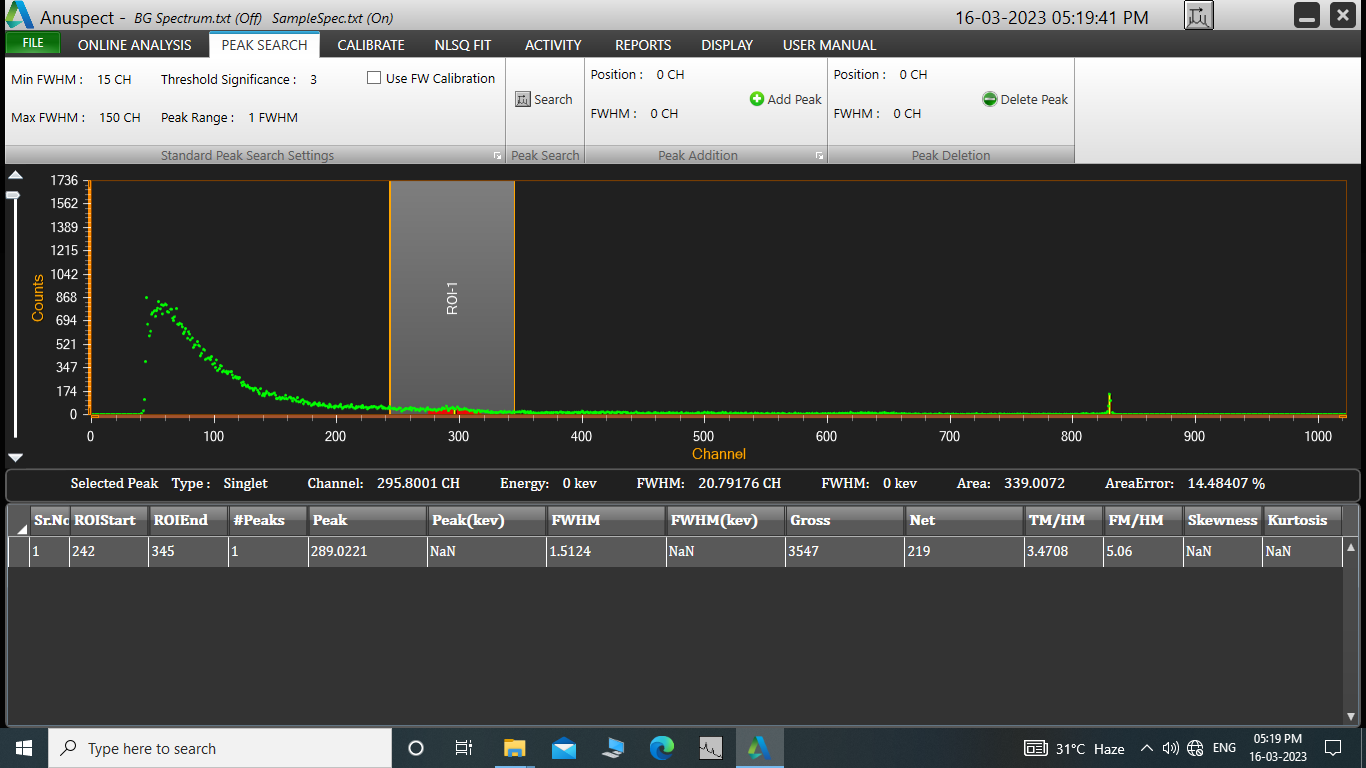 Anuspect - BG Spectrum.txt (Off) SampleSpec.txt (On) 16-03-2023 05:19:41 PM
FILE ONLINE ANALYSIS PEAK SEARCH CALIBRATE NLSQ FIT ACTIVITY REPORTS DISPLAY USER MANUAL
Min FWHM : 15 CH Threshold Significance : 3 Use FW Calibration
Max FWHM : 150 CH Peak Range : 1 FWHM
Standard Peak Search Settings
Search
Peak Search
Position : 0 CH
Add Peak
FWHM : 0 CH
Peak Addition
Position : 0 CH
Delete Peak
FWHM : 0 CH
Peak Deletion
1736
1562
1389
1215
1042
868
694
521
347
174
0
Counts
ROI-1
0 100 200 300 400 500 600 700 800 900 1000
Channel
Selected Peak Type : Singlet Channel: 295.8001 CH Energy: 0 kev FWHM: 20.79176 CH FWHM: 0 kev Area: 339.0072 AreaError: 14.48407 %
Sr.No ROIStart ROIEnd #Peaks Peak Peak(kev) FWHM FWHM(kev) Gross Net TM/HM FM/HM Skewness Kurtosis
1 242 345 1 289.0221 NaN 1.5124 NaN 3547 219 3.4708 5.06 NaN NaN
Type here to search
31°C Haze ENG
05:19 PM
16-03-2023